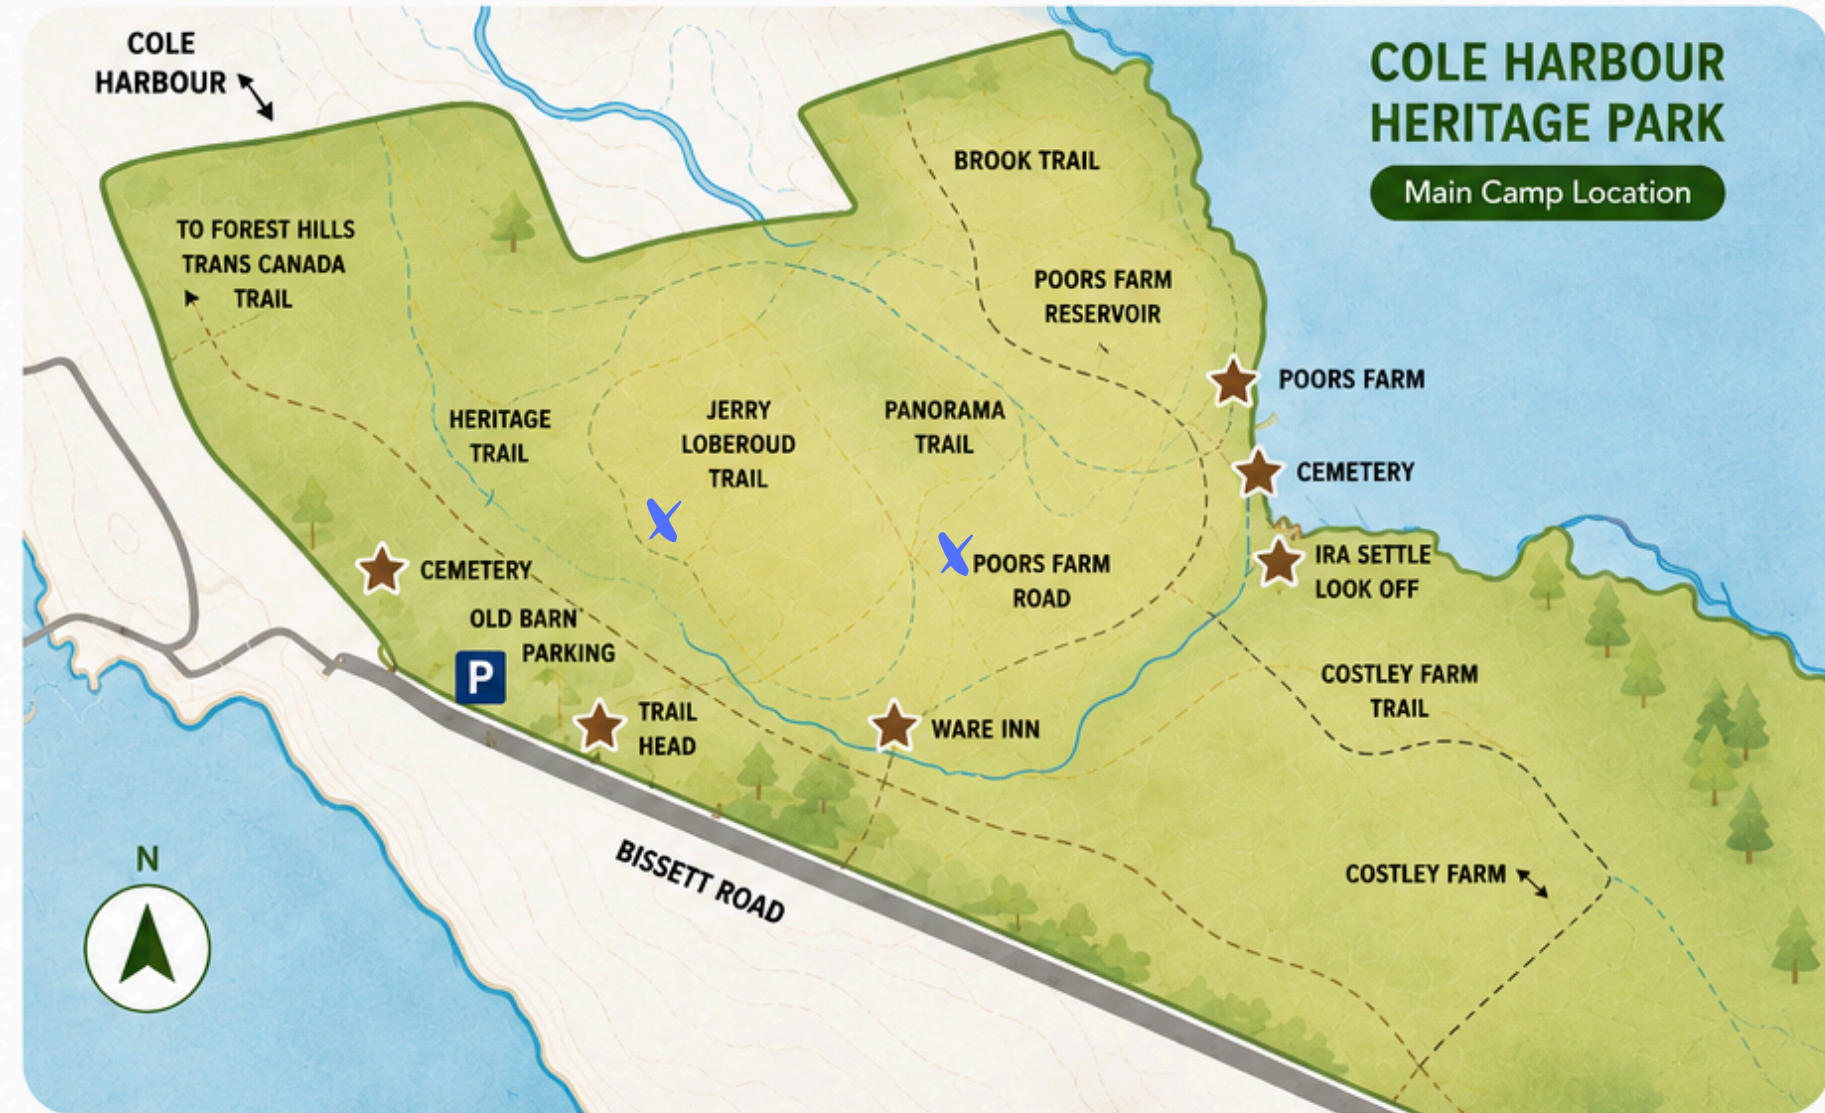 COLE
HARBOUR
COLE HARBOUR
HERITAGE PARK
Main Camp Location
BROOK TRAIL
TO FOREST HILLS
TRANS CANADA
TRAIL
POORS FARM
RESERVOIR
POORS FARM
HERITAGE
TRAIL
JERRY
LOBEROUD
TRAIL
PANORAMA
TRAIL
CEMETERY
CEMETERY
POORS FARM
ROAD
IRA SETTLE
LOOK OFF
OLD BARN
PARKING
P
TRAIL
HEAD
WARE INN
COSTLEY FARM
TRAIL
BISSETT ROAD
COSTLEY FARM
N